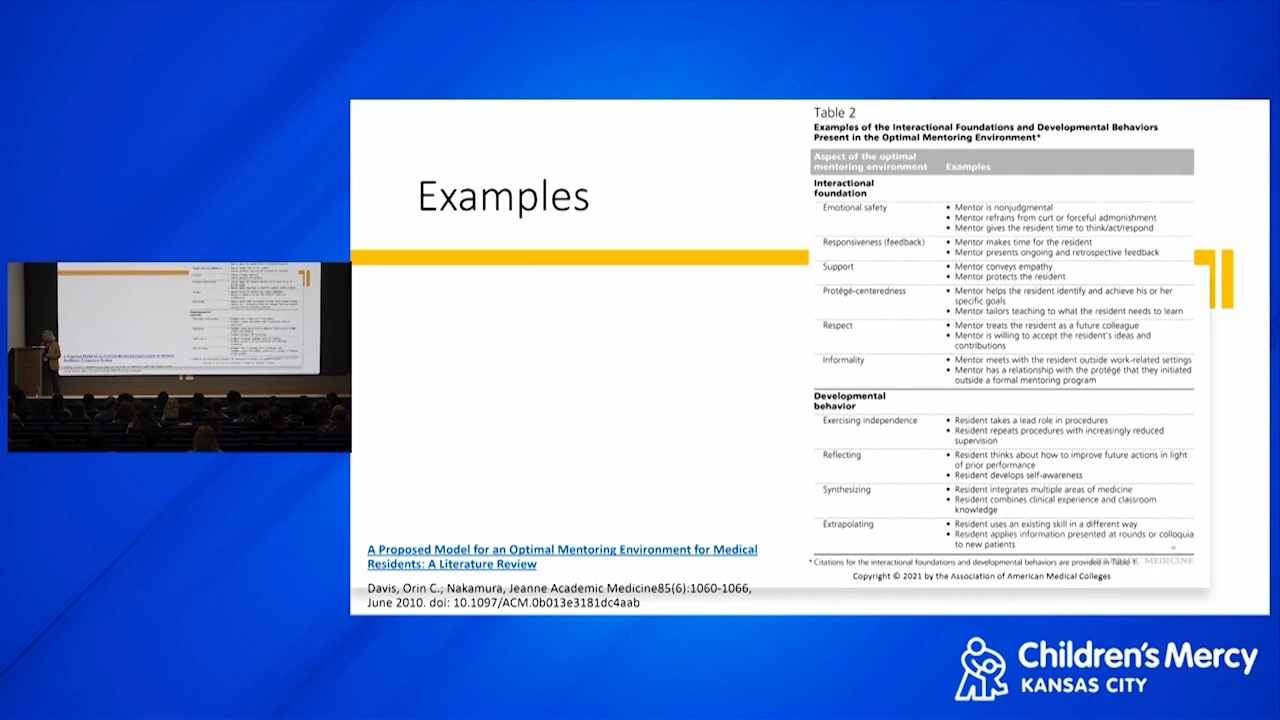 Examples
Table 2
Examples of the Interactional Foundations and Developmental Behaviors
Present in the Optimal Mentoring Environment*
Aspect of the optimal
mentoring environment Examples
Interactional
foundation
Emotional safety • Mentor is nonjudgmental
• Mentor refrains from curt or forceful admonishment
• Mentor gives the resident time to think/act/respond
Responsiveness (feedback) • Mentor makes time for the resident
• Mentor presents ongoing and retrospective feedback
Support • Mentor conveys empathy
• Mentor protects the resident
Protégé-centeredness • Mentor helps the resident identify and achieve his or her
specific goals
• Mentor tailors teaching to what the resident needs to learn
Respect • Mentor treats the resident as a future colleague
• Mentor is willing to accept the resident's ideas and
contributions
Informality • Mentor meets with the resident outside work-related settings
• Mentor has a relationship with the protégé that they initiated
outside a formal mentoring program
Developmental
behavior
Exercising independence • Resident takes a lead role in procedures
• Resident repeats procedures with increasingly reduced
supervision
Reflecting • Resident thinks about how to improve future actions in light
of prior performance
• Resident develops self-awareness
Synthesizing • Resident integrates multiple areas of medicine
• Resident combines clinical experience and classroom
knowledge
Extrapolating • Resident uses an existing skill in a different way
• Resident applies information presented at rounds or colloquia
to new patients
* Citations for the interactional foundations and developmental behaviors are provided in Table 1.
ACADEMIC MEDICINE
Copyright © 2021 by the Association of American Medical Colleges
A Proposed Model for an Optimal Mentoring Environment for Medical
Residents: A Literature Review
Davis, Orin C.; Nakamura, Jeanne Academic Medicine85(6):1060-1066,
June 2010. doi: 10.1097/ACM.0b013e3181dc4aab
Children's Mercy
KANSAS CITY